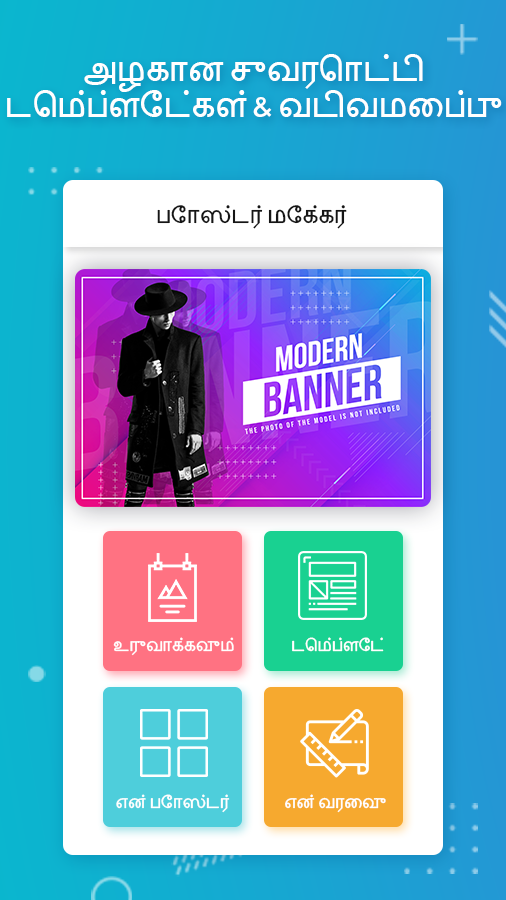 அழகான சுவரொட்டி
டெம்ப்ளேட்கள் & வடிவமைப்பு
போஸ்டர் மேக்கர்
MODERN
BANNER
MODERN
BANNER
THE PHOTO OF THE MODEL IS NOT INCLUDED
உருவாக்கவும்
டெம்ப்ளேட்
என் போஸ்டர்
என் வரைவு